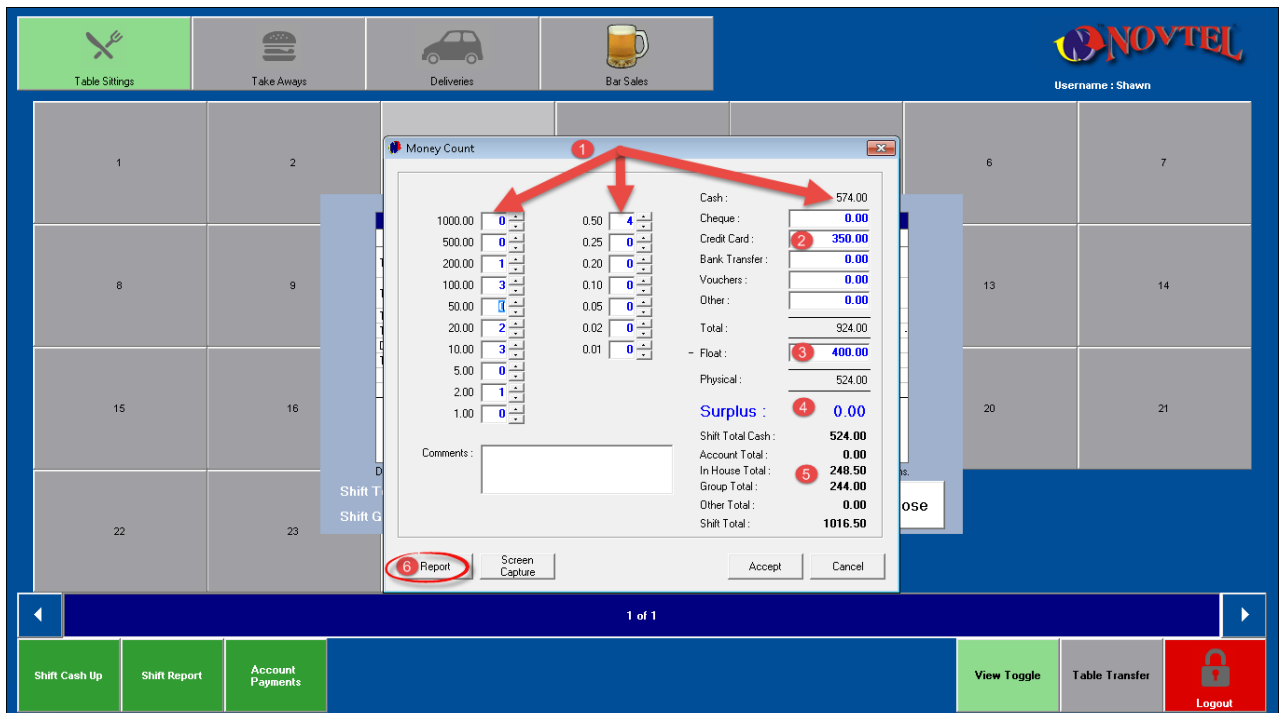 NOVTEL
Table Sittings
Take Aways
Deliveries
Bar Sales
Username : Shawn
1
2
6
7
Money Count
1
Cash : 574.00
1000.00 0 0.50 4 Cheque : 0.00
500.00 0 0.25 0 Credit Card : 2 350.00
200.00 1 0.20 0 Bank Transfer : 0.00
100.00 3 0.10 0 Vouchers : 0.00
50.00 0.05 0 Other : 0.00
20.00 2 0.02 0 Total : 924.00
10.00 3 0.01 0 - Float : 3 400.00
5.00 0 Physical : 524.00
2.00 1
1.00 0 Surplus : 4 0.00
Shift Total Cash : 524.00
Comments : Account Total : 0.00
In House Total : 5 248.50
Group Total : 244.00
Other Total : 0.00
Shift Total : 1016.50
6 Report
Screen
Capture
Accept
Cancel
8
9
13
14
15
16
20
21
22
23
Shift T
Shift G
ose
1 of 1
Shift Cash Up
Shift Report
Account
Payments
View Toggle
Table Transfer
Logout